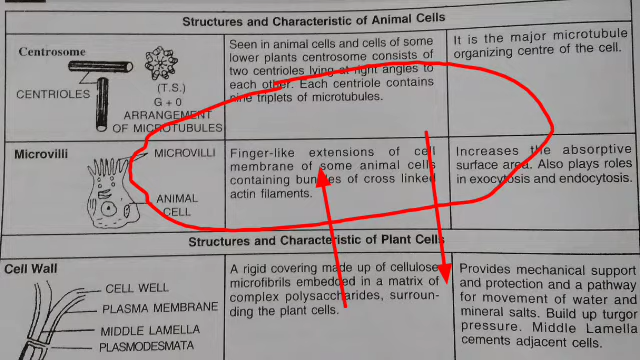 Structures and Characteristic of Animal Cells
Centrosome
CENTRIOLES
(T.S.)
G + 0
ARRANGEMENT
OF MICROTUBULES
Seen in animal cells and cells of some
lower plants centrosome consists of
two centrioles lying at right angles to
each other. Each centriole contains
nine triplets of microtubules.
It is the major microtubule
organizing centre of the cell.
Microvilli
MICROVILLI
ANIMAL
CELL
Finger-like extensions of cell
membrane of some animal cells
containing bundles of cross linked
actin filaments.
Increases the absorptive
surface area. Also plays roles
in exocytosis and endocytosis.
Structures and Characteristic of Plant Cells
Cell Wall
CELL WELL
PLASMA MEMBRANE
MIDDLE LAMELLA
PLASMODESMATA
A rigid covering made up of cellulose
microfibrils embedded in a matrix of
complex polysaccharides, surroun-
ding the plant cells.
Provides mechanical support
and protection and a pathway
for movement of water and
mineral salts. Build up turgor
pressure. Middle Lamella
cements adjacent cells.